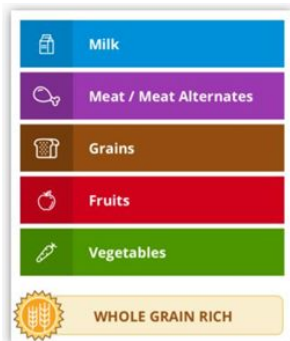 Milk
Meat / Meat Alternates
Grains
Fruits
Vegetables
WHOLE GRAIN RICH